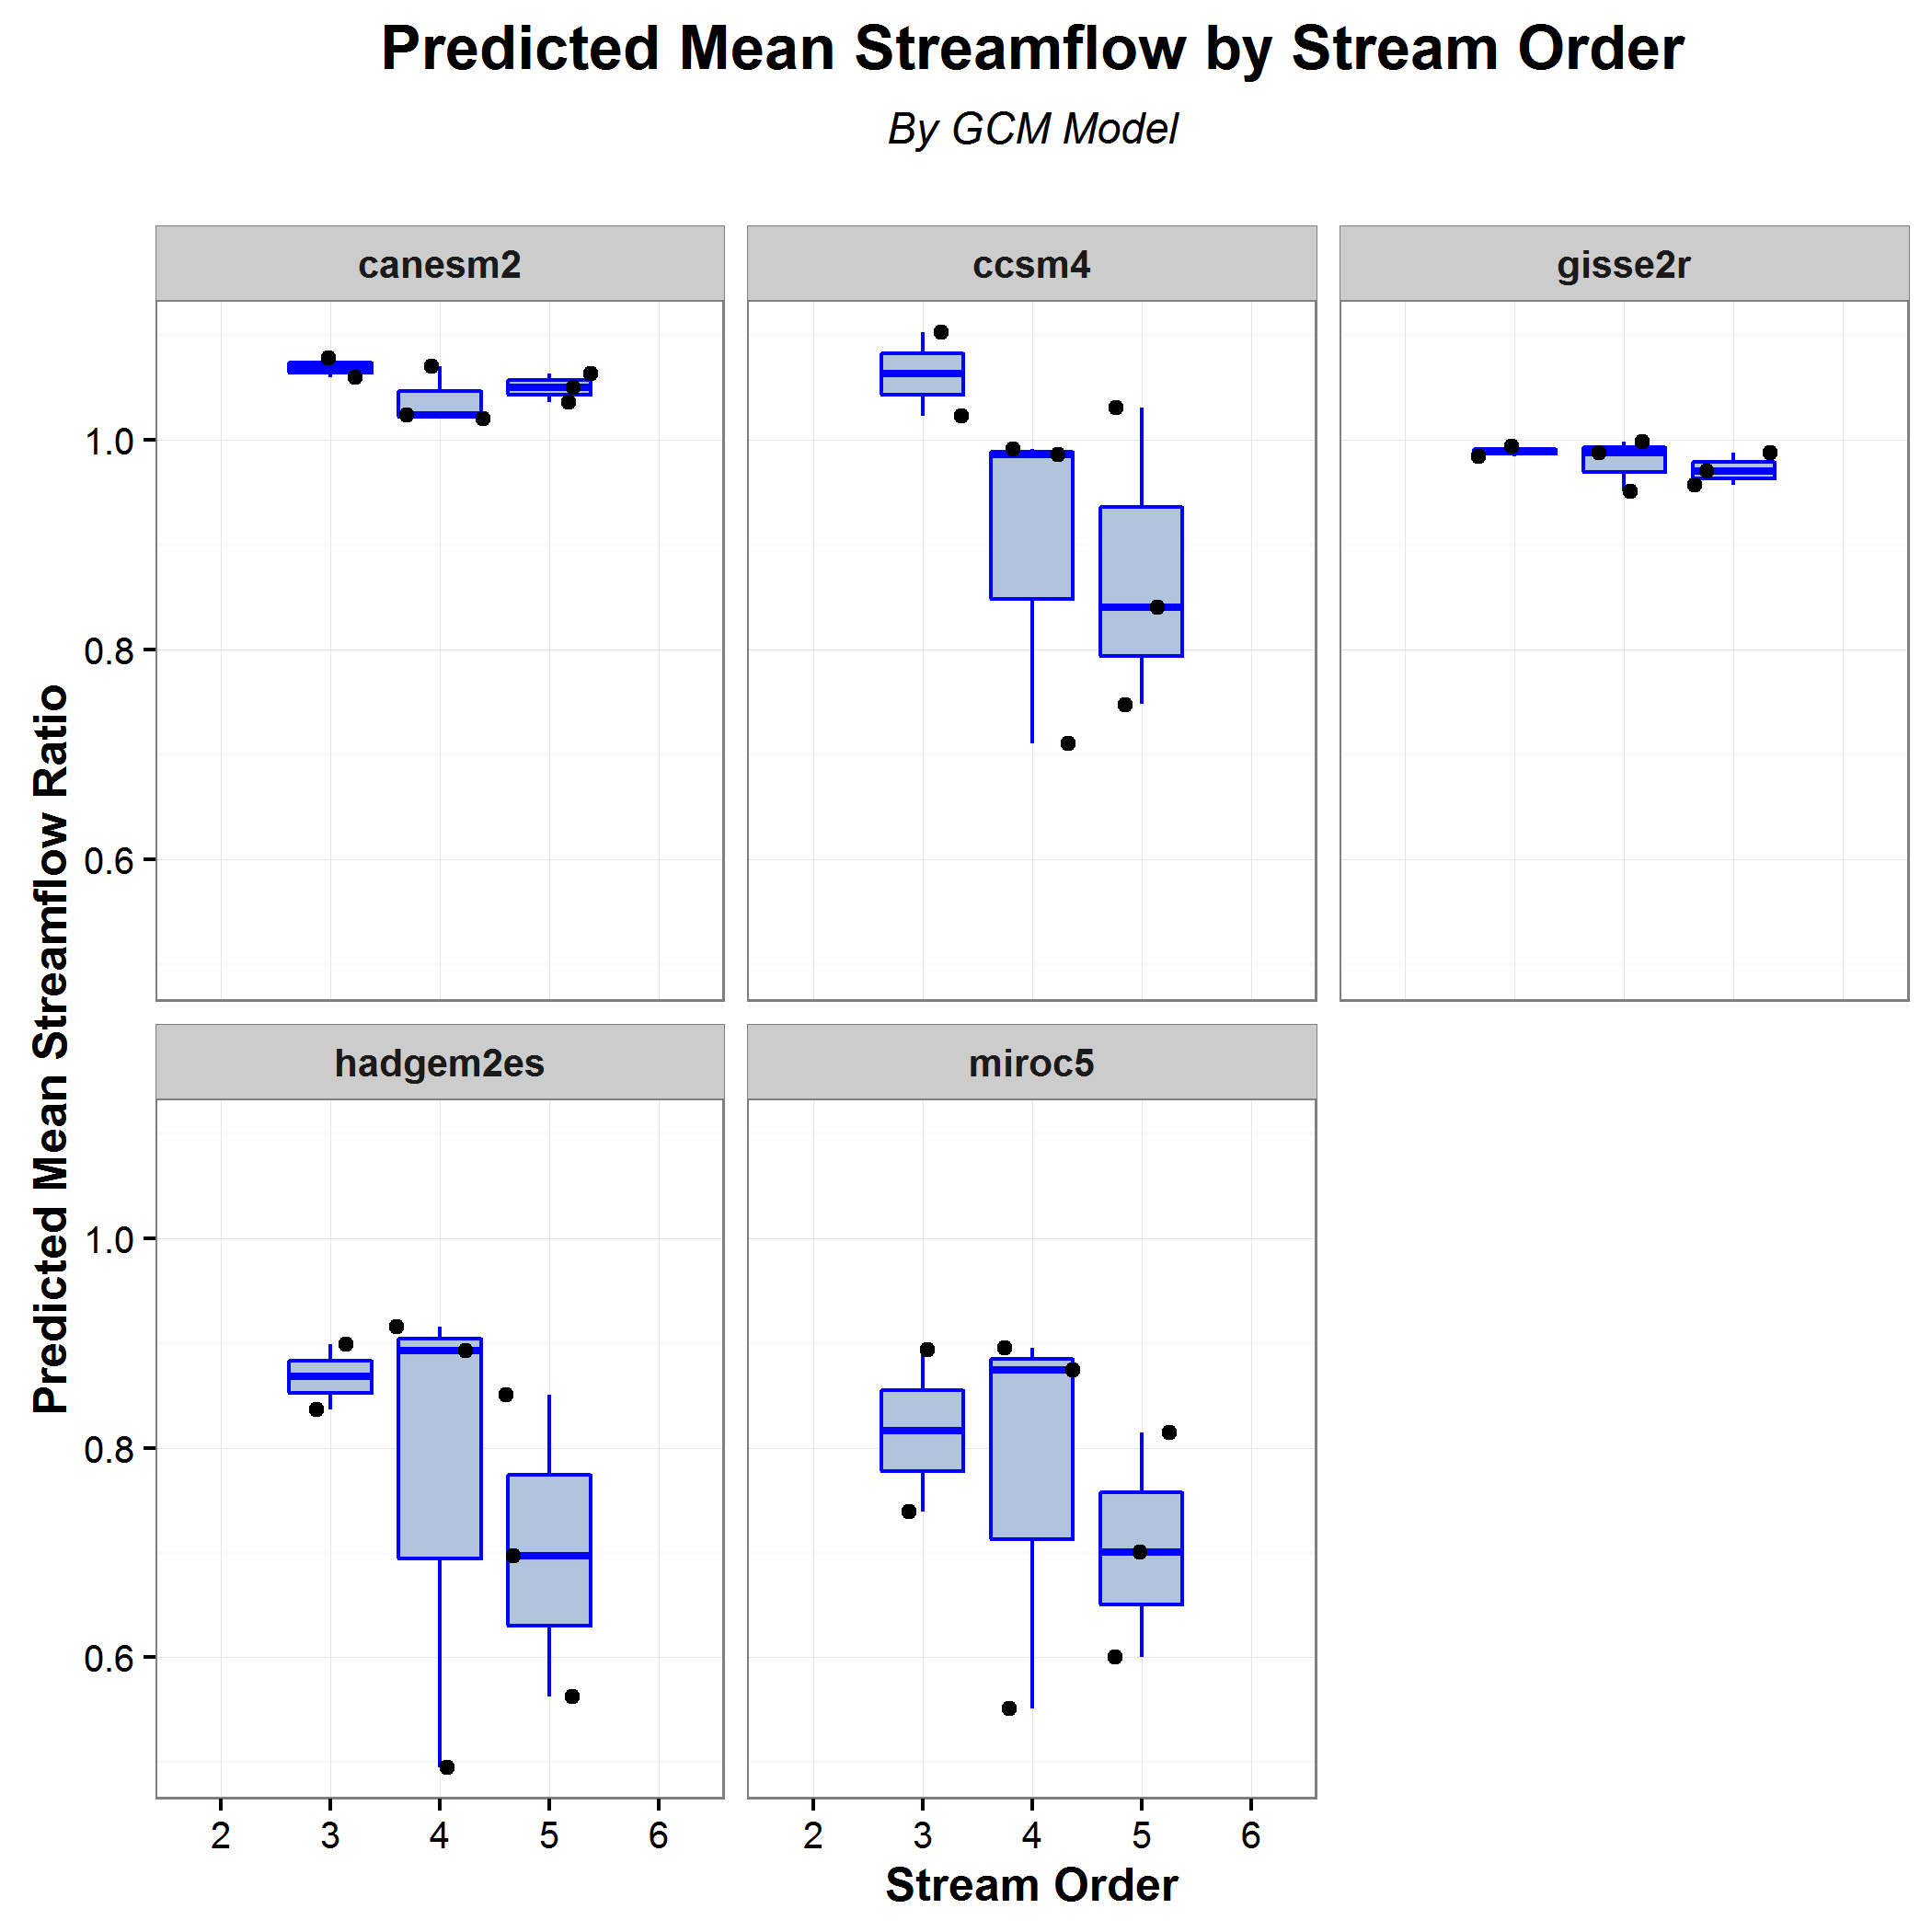 Predicted Mean Streamflow by Stream Order
By GCM Model
canesm2
ccsm4
gisse2r
1.0
0.8
0.6
Predicted Mean Streamflow Ratio
hadgem2es
miroc5
1.0
0.8
0.6
2 3 4 5 6
2 3 4 5 6
Stream Order